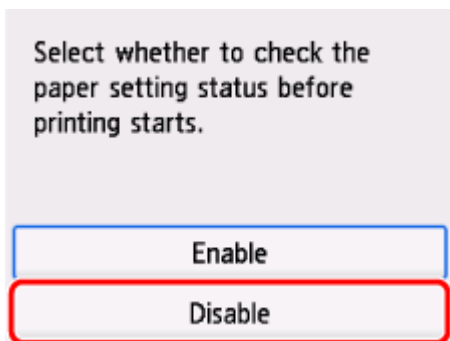 Select whether to check the
paper setting status before
printing starts.
Enable
Disable